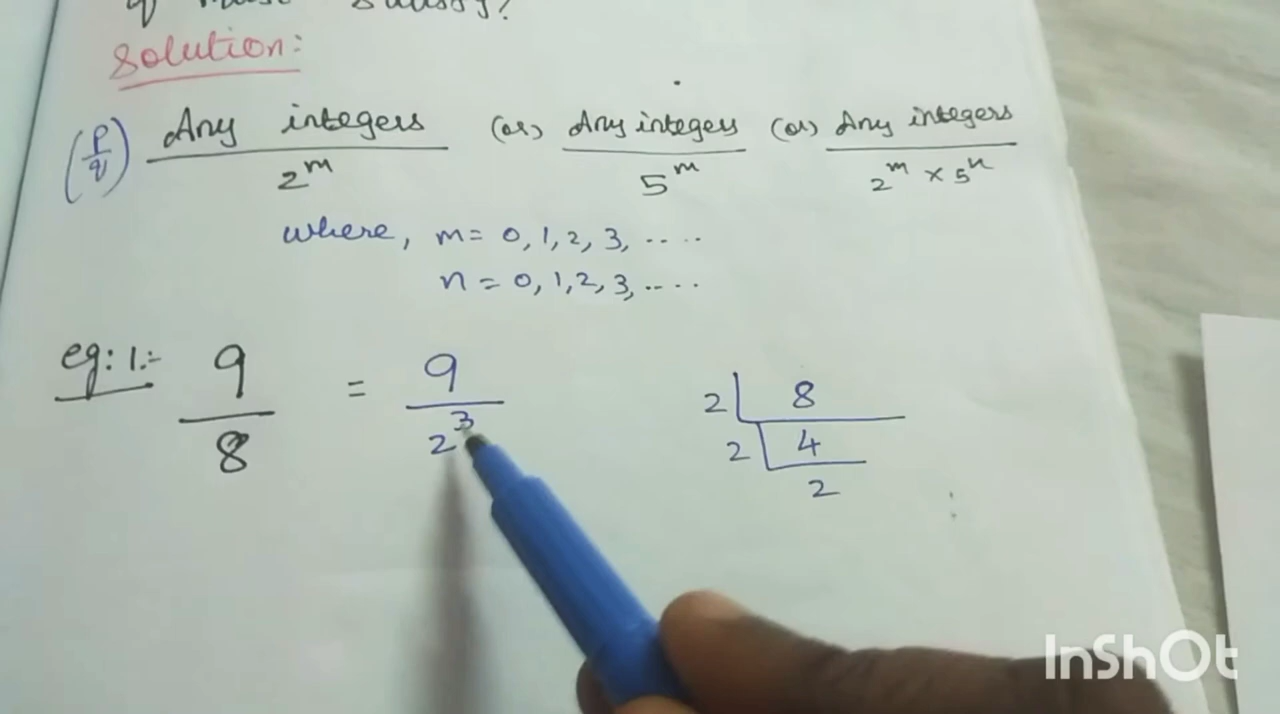 Solution:
(p/q) Any integers / 2^m (or) Any integers / 5^m (or) Any integers / 2^m × 5^n
where, m = 0, 1, 2, 3, ....
n = 0, 1, 2, 3, ....
eg: 1:- 9/8 = 9/2^3
2 | 8
2 | 4
2
InShOt